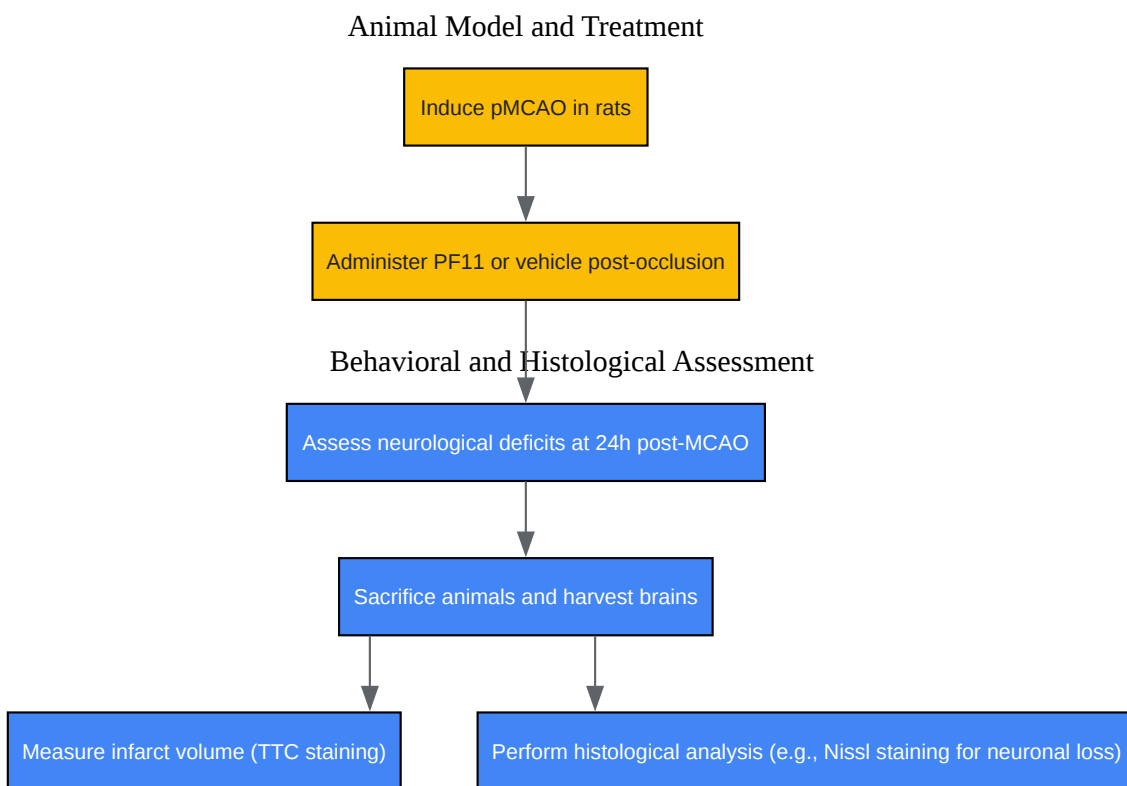 Animal Model and Treatment
Induce pMCAO in rats
Administer PF11 or vehicle post-occlusion
Behavioral and Histological Assessment
Assess neurological deficits at 24h post-MCAO
Sacrifice animals and harvest brains
Measure infarct volume (TTC staining)
Perform histological analysis (e.g., Nissl staining for neuronal loss)